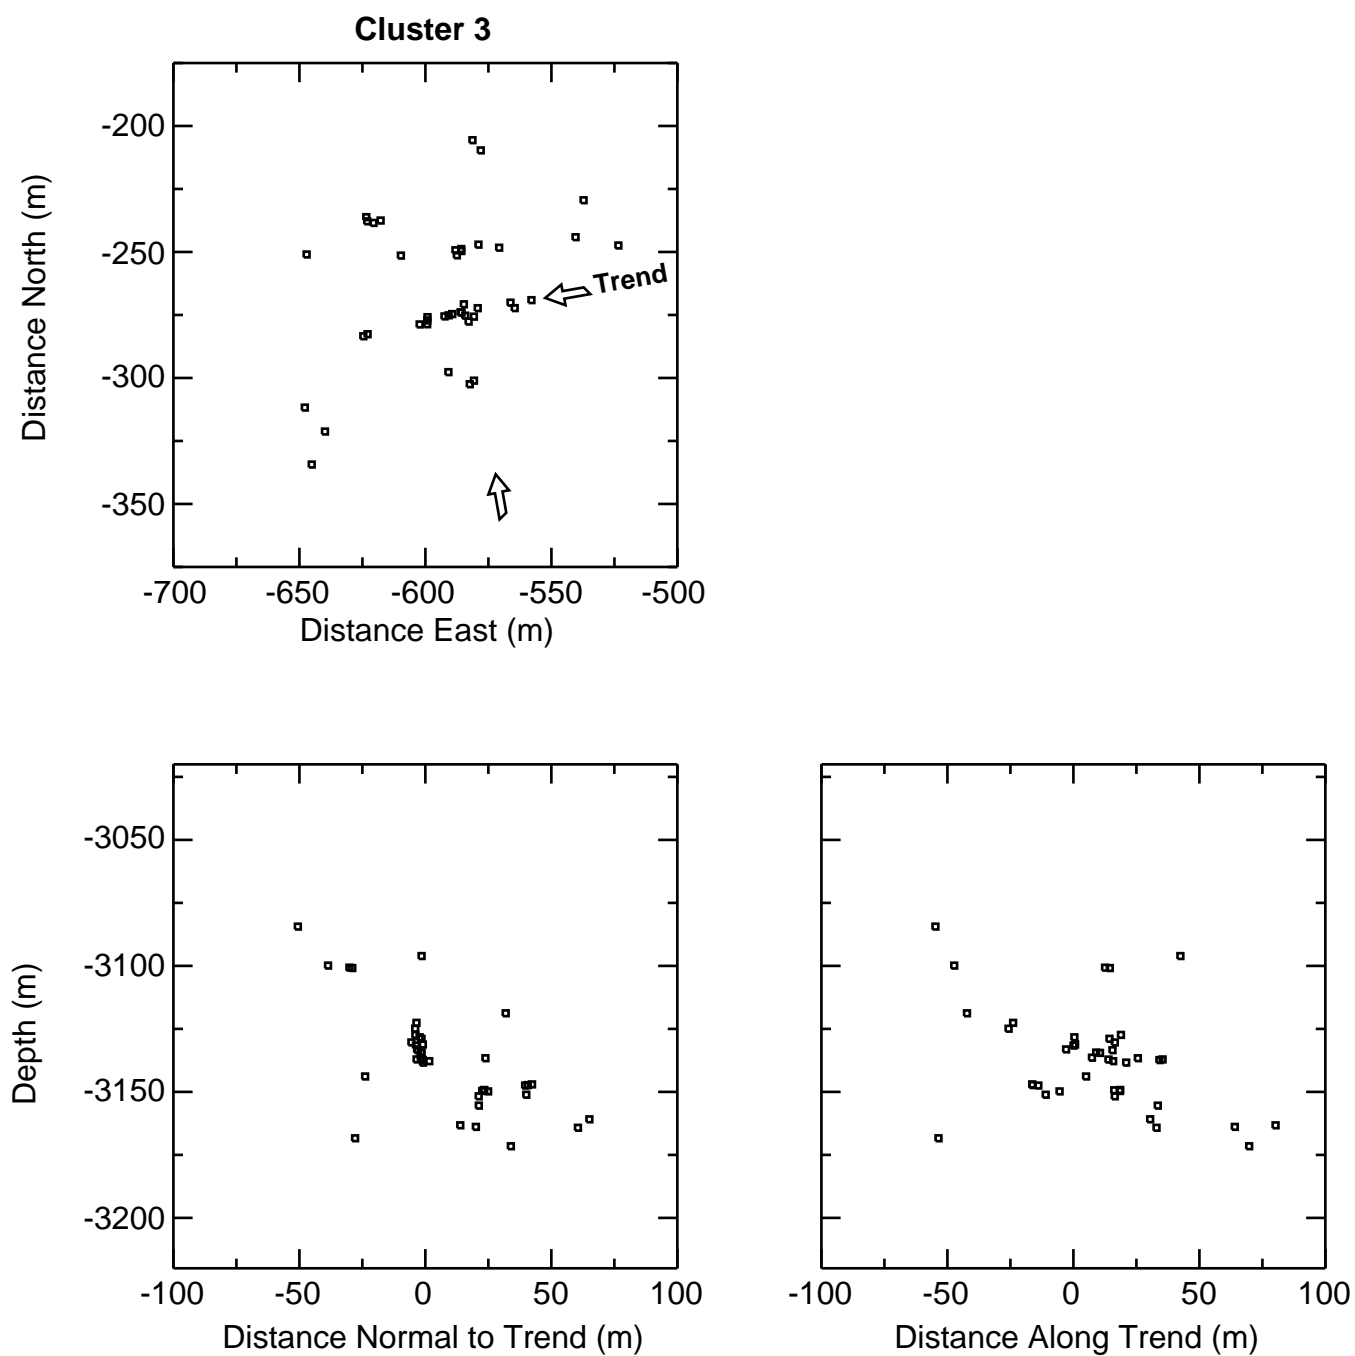 Cluster 3
-200
-250
-300
-350
Distance North (m)
Trend
-700 -650 -600 -550 -500
Distance East (m)
-3050
-3100
-3150
-3200
Depth (m)
-100 -50 0 50 100
Distance Normal to Trend (m)
-100 -50 0 50 100
Distance Along Trend (m)